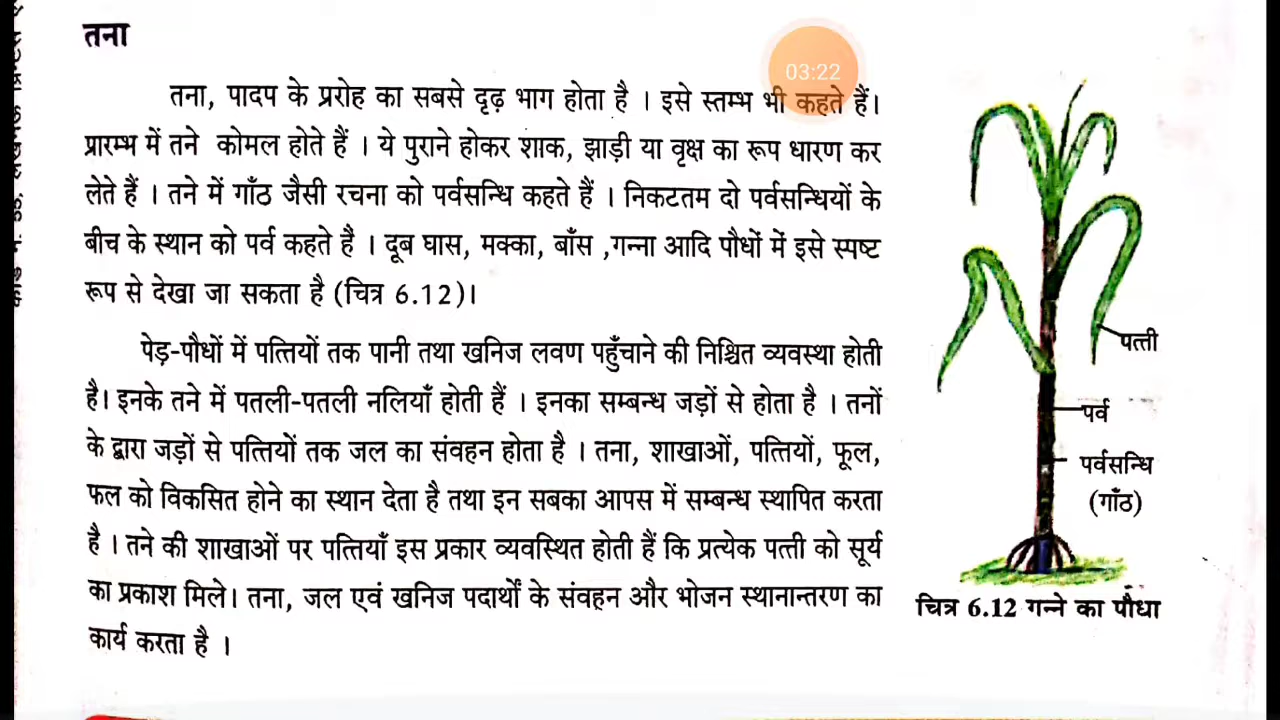 तना
03:22
तना, पादप के प्ररोह का सबसे दृढ़ भाग होता है । इसे स्तम्भ भी कहते हैं।
प्रारम्भ में तने कोमल होते हैं । ये पुराने होकर शाक, झाड़ी या वृक्ष का रूप धारण कर
लेते हैं । तने में गाँठ जैसी रचना को पर्वसन्धि कहते हैं । निकटतम दो पर्वसन्धियों के
बीच के स्थान को पर्व कहते है । दूब घास, मक्का, बाँस ,गन्ना आदि पौधों में इसे स्पष्ट
रूप से देखा जा सकता है (चित्र 6.12)।
पेड़-पौधों में पत्तियों तक पानी तथा खनिज लवण पहुँचाने की निश्चित व्यवस्था होती
है। इनके तने में पतली-पतली नलियाँ होती हैं । इनका सम्बन्ध जड़ों से होता है । तनों
के द्वारा जड़ों से पत्तियों तक जल का संवहन होता है । तना, शाखाओं, पत्तियों, फूल,
फल को विकसित होने का स्थान देता है तथा इन सबका आपस में सम्बन्ध स्थापित करता
है । तने की शाखाओं पर पत्तियाँ इस प्रकार व्यवस्थित होती हैं कि प्रत्येक पत्ती को सूर्य
का प्रकाश मिले। तना, जल एवं खनिज पदार्थों के संवहन और भोजन स्थानान्तरण का
कार्य करता है ।
पत्ती
पर्व
पर्वसन्धि
(गाँठ)
चित्र 6.12 गन्ने का पौधा